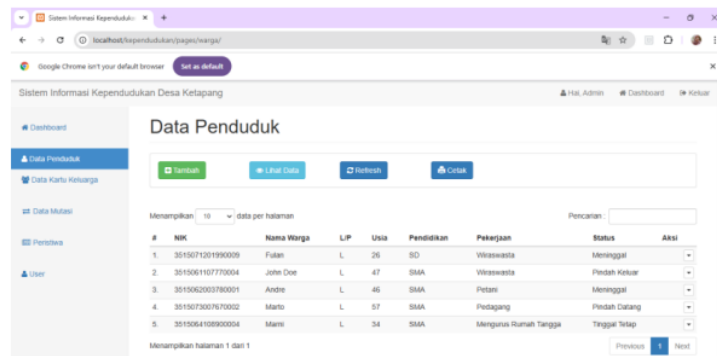 Sistem Informasi Kependuduka
localhost/kependudukan/pages/warga/
Google Chrome isn't your default browser Set as default
Sistem Informasi Kependudukan Desa Ketapang Hai, Admin Dashboard Keluar
Dashboard
Data Penduduk
Data Kartu Keluarga
Data Mutasi
Peristiwa
User
Data Penduduk
Tambah Lihat Data Refresh Cetak
Menampilkan 10 data per halaman Pencarian :
# NIK Nama Warga L/P Usia Pendidikan Pekerjaan Status Aksi
1. 3515071201990009 Fulan L 26 SD Wiraswasta Meninggal
2. 3515061107770004 John Doe L 47 SMA Wiraswasta Pindah Keluar
3. 3515062003780001 Andre L 46 SMA Petani Meninggal
4. 3515073007670002 Marto L 57 SMA Pedagang Pindah Datang
5. 3515064108900004 Marni L 34 SMA Mengurus Rumah Tangga Tinggal Tetap
Menampilkan halaman 1 dari 1 Previous 1 Next